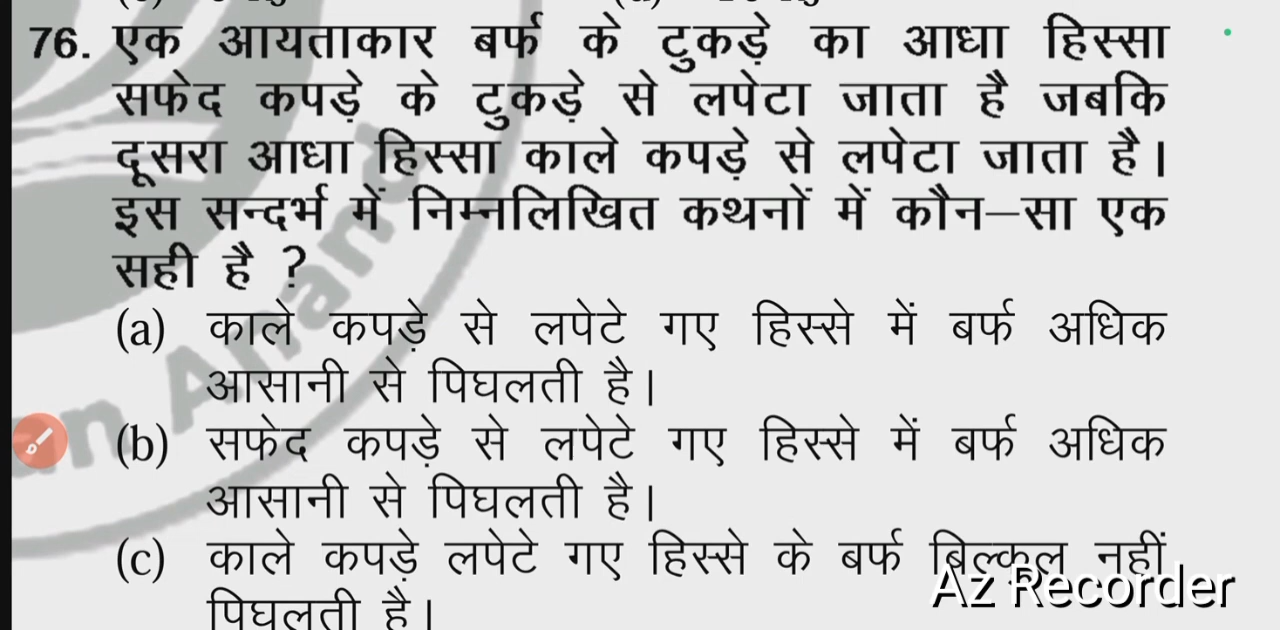 76. एक आयताकार बर्फ के टुकड़े का आधा हिस्सा
सफेद कपड़े के टुकड़े से लपेटा जाता है जबकि
दूसरा आधा हिस्सा काले कपड़े से लपेटा जाता है।
इस सन्दर्भ में निम्नलिखित कथनों में कौन–सा एक
सही है ?
(a) काले कपड़े से लपेटे गए हिस्से में बर्फ अधिक
आसानी से पिघलती है।
(b) सफेद कपड़े से लपेटे गए हिस्से में बर्फ अधिक
आसानी से पिघलती है।
(c) काले कपड़े लपेटे गए हिस्से के बर्फ बिल्कुल नहीं
पिघलती है।
Az Recorder
an Anand